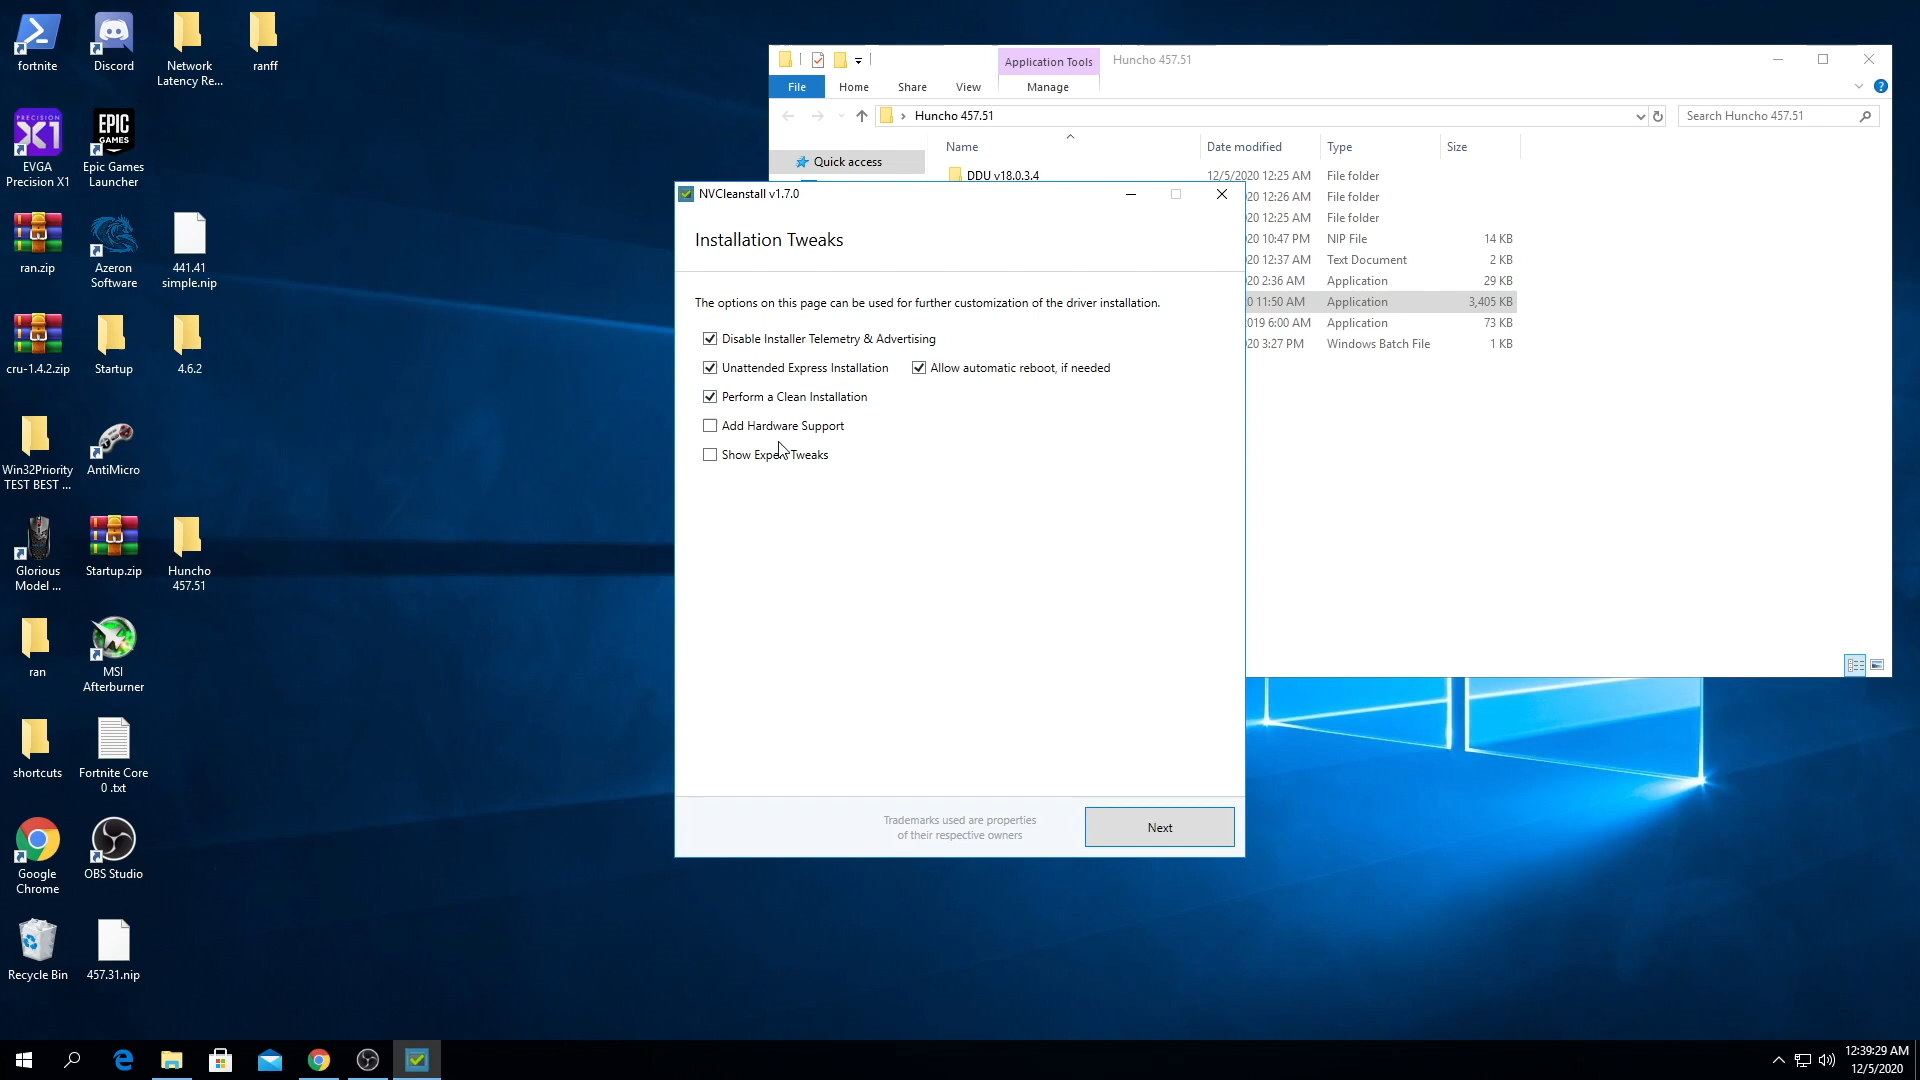 fortnite
Discord
Network
Latency Re...
ranff
EVGA
Precision X1
Epic Games
Launcher
ran.zip
Azeron
Software
441.41
simple.nip
cru-1.4.2.zip
Startup
4.6.2
Win32Priority
TEST BEST ...
AntiMicro
Glorious
Model ...
Startup.zip
Huncho
457.51
ran
MSI
Afterburner
shortcuts
Fortnite Core
0 .txt
Google
Chrome
OBS Studio
Recycle Bin
457.31.nip
PRECISION
X1
EPIC
GAMES
Application Tools
Huncho 457.51
File
Home
Share
View
Manage
Huncho 457.51
Search Huncho 457.51
Quick access
Name
Date modified
Type
Size
DDU v18.0.3.4
12/5/2020 12:25 AM
File folder
20 12:26 AM
File folder
20 12:25 AM
File folder
20 10:47 PM
NIP File
14 KB
20 12:37 AM
Text Document
2 KB
20 2:36 AM
Application
29 KB
0 11:50 AM
Application
3,405 KB
019 6:00 AM
Application
73 KB
20 3:27 PM
Windows Batch File
1 KB
NVCleanstall v1.7.0
Installation Tweaks
The options on this page can be used for further customization of the driver installation.
Disable Installer Telemetry & Advertising
Unattended Express Installation
Allow automatic reboot, if needed
Perform a Clean Installation
Add Hardware Support
Show Expert Tweaks
Trademarks used are properties
of their respective owners
Next
12:39:29 AM
12/5/2020